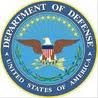 DEPARTMENT OF DEFENSE
UNITED STATES OF AMERICA